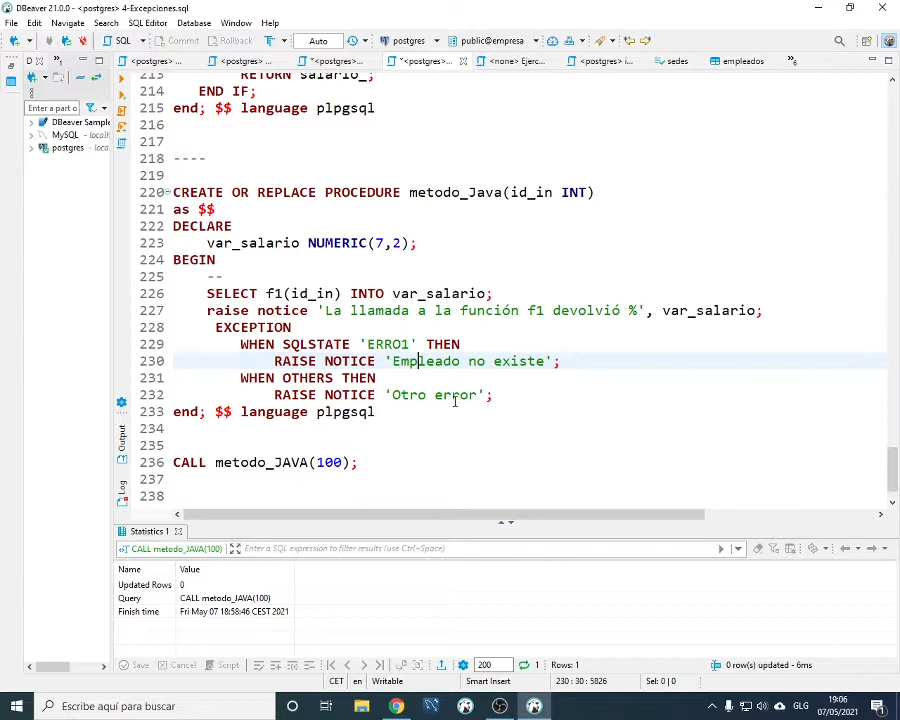 DBeaver 21.0.0 - <postgres> 4-Excepciones.sql
File Edit Navigate Search SQL Editor Database Window Help
SQL Commit Rollback Auto postgres public@empresa
D <postgres> ... <postgres> ... *<postgres>... *<postgres>... <none> Ejerc... <postgres> i... sedes empleados
Enter a part o
DBeaver Sample
MySQL - localh
postgres - loca
Output
Log
213 RETURN salario_;
214 END IF;
215 end; $$ language plpgsql
216
217
218 ----
219
220 CREATE OR REPLACE PROCEDURE metodo_Java(id_in INT)
221 as $$
222 DECLARE
223 var_salario NUMERIC(7,2);
224 BEGIN
225 --
226 SELECT f1(id_in) INTO var_salario;
227 raise notice 'La llamada a la función f1 devolvió %', var_salario;
228 EXCEPTION
229 WHEN SQLSTATE 'ERRO1' THEN
230 RAISE NOTICE 'Empleado no existe';
231 WHEN OTHERS THEN
232 RAISE NOTICE 'Otro error';
233 end; $$ language plpgsql
234
235
236 CALL metodo_JAVA(100);
237
238
Statistics 1
CALL metodo_JAVA(100) Enter a SQL expression to filter results (use Ctrl+Space)
Name Value
Updated Rows 0
Query CALL metodo_JAVA(100)
Finish time Fri May 07 18:58:46 CEST 2021
Save Cancel Script 200 1 Rows: 1 0 row(s) updated - 6ms
CET en Writable Smart Insert 230 : 30 : 5826 Sel: 0 | 0
Escribe aquí para buscar GLG 19:06
07/05/2021